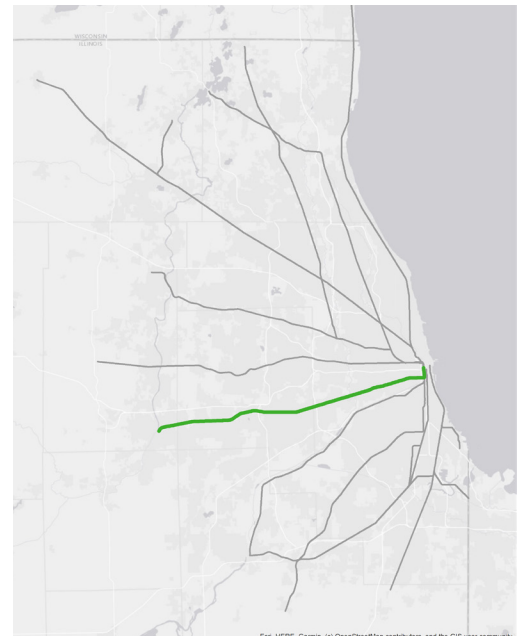 WISCONSIN
ILLINOIS
Esri, HERE, Garmin, (c) OpenStreetMap contributors, and the GIS user community